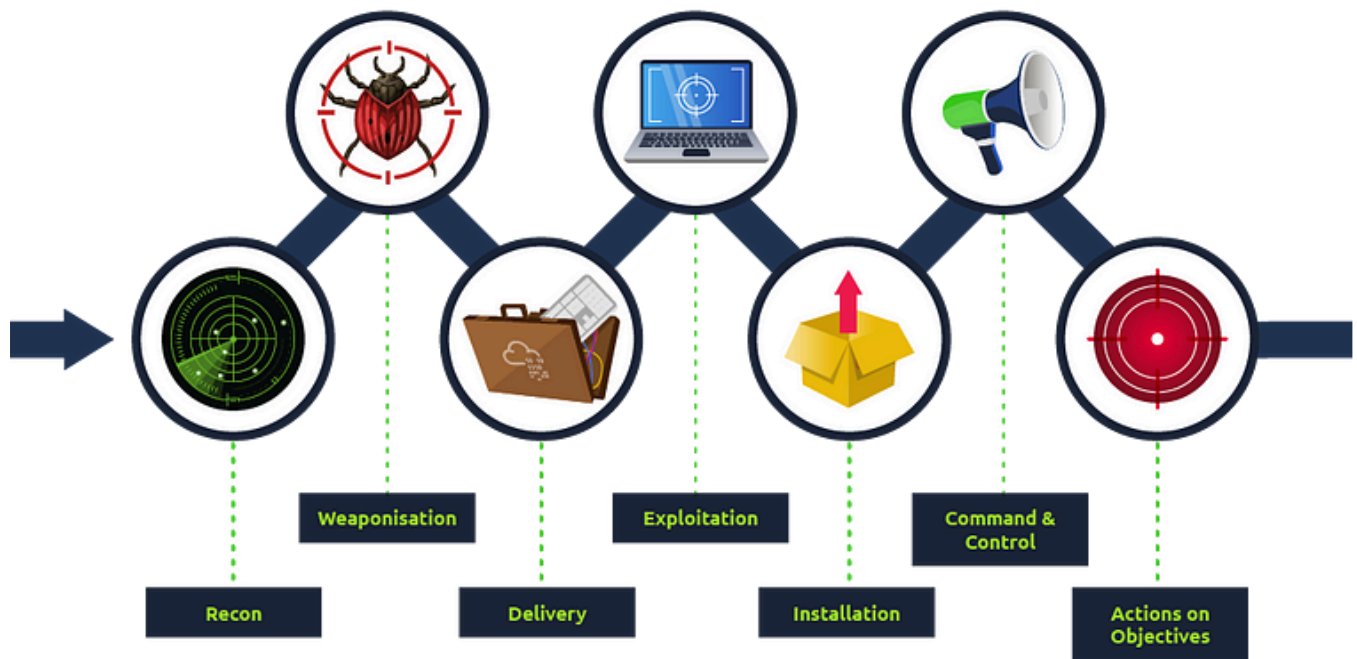 Weaponisation
Exploitation
Command &
Control
Recon
Delivery
Installation
Actions on
Objectives